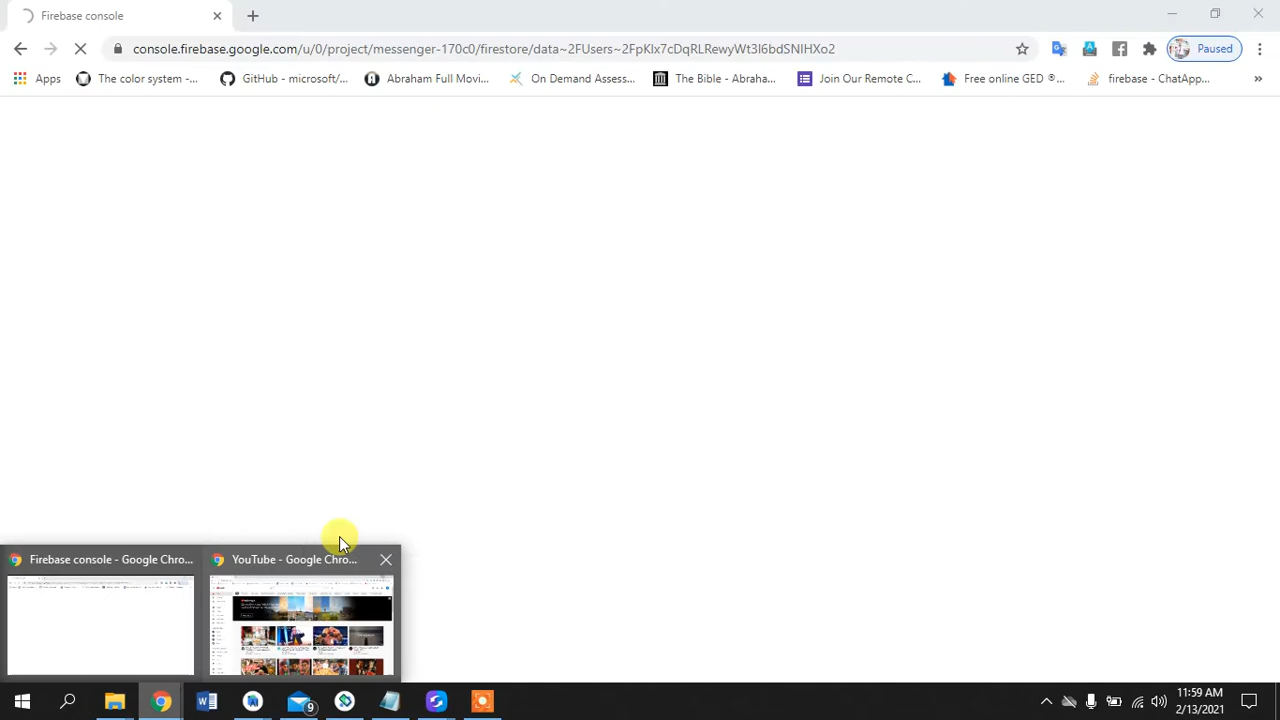 Firebase console
console.firebase.google.com/u/0/project/messenger-170c0/firestore/data~2FUsers~2FpKlx7cDqRLRewyWt3I6bdSNIHXo2
Paused
Apps
The color system -...
GitHub - microsoft/...
Abraham Full Movi...
On Demand Assess...
The Bible: Abraha...
Join Our Remote C...
Free online GED ®...
firebase - ChatApp...
Firebase console - Google Chro...
YouTube - Google Chro...
9
11:59 AM
2/13/2021